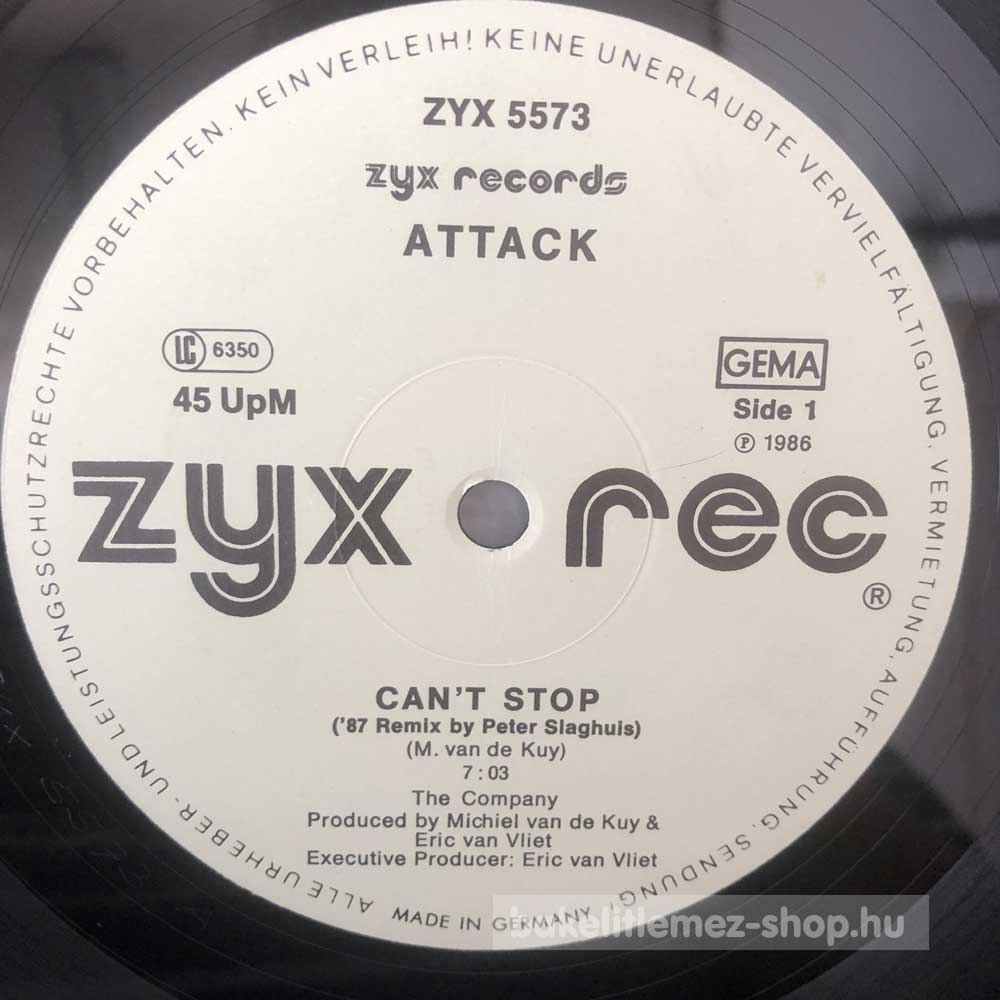 ALLE URHEBER- UND LEISTUNGSSCHUTZRECHTE VORBEHALTEN. KEIN VERLEIH! KEINE UNERLAUBTE VERVIELFÄLTIGUNG, VERMIETUNG, AUFFÜHRUNG, SENDUNG!
ZYX 5573
zyx records
ATTACK
LC 6350
GEMA
45 UpM
Side 1
℗ 1986
zyx rec
®
CAN'T STOP
('87 Remix by Peter Slaghuis)
(M. van de Kuy)
7:03
The Company
Produced by Michiel van de Kuy &
Eric van Vliet
Executive Producer: Eric van Vliet
MADE IN GERMANY
bakelitlemez-shop.hu